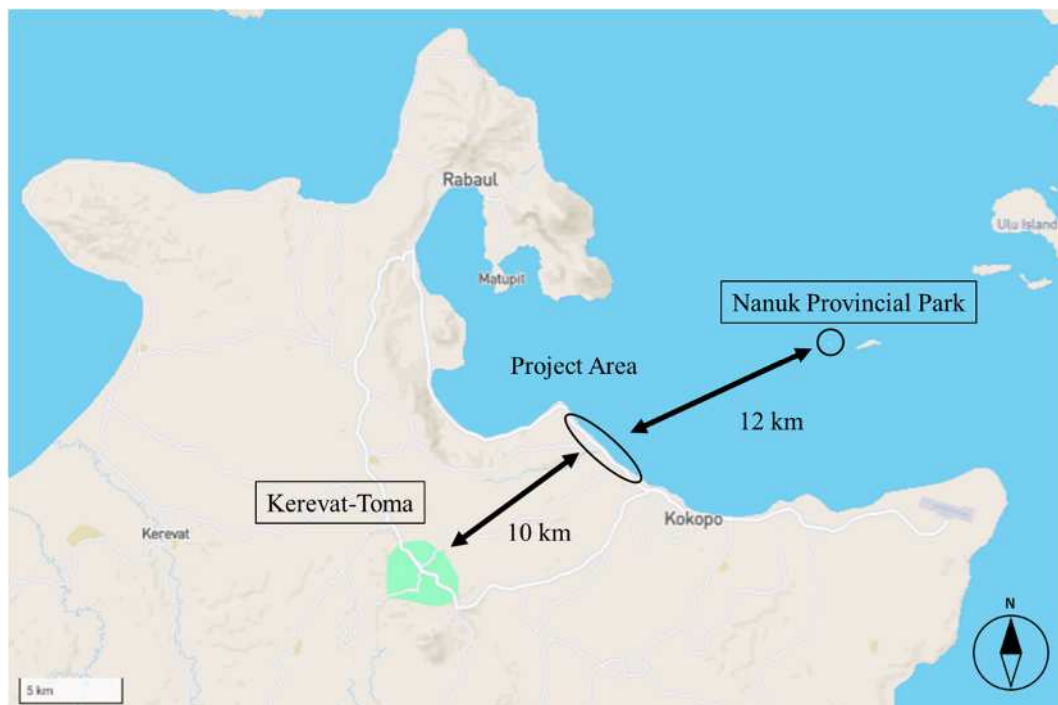 Rabaul
Ulu Island
Matupit
Nanuk Provincial Park
Project Area
12 km
Kerevat-Toma
Kokopo
Kerevat
10 km
N
5 km